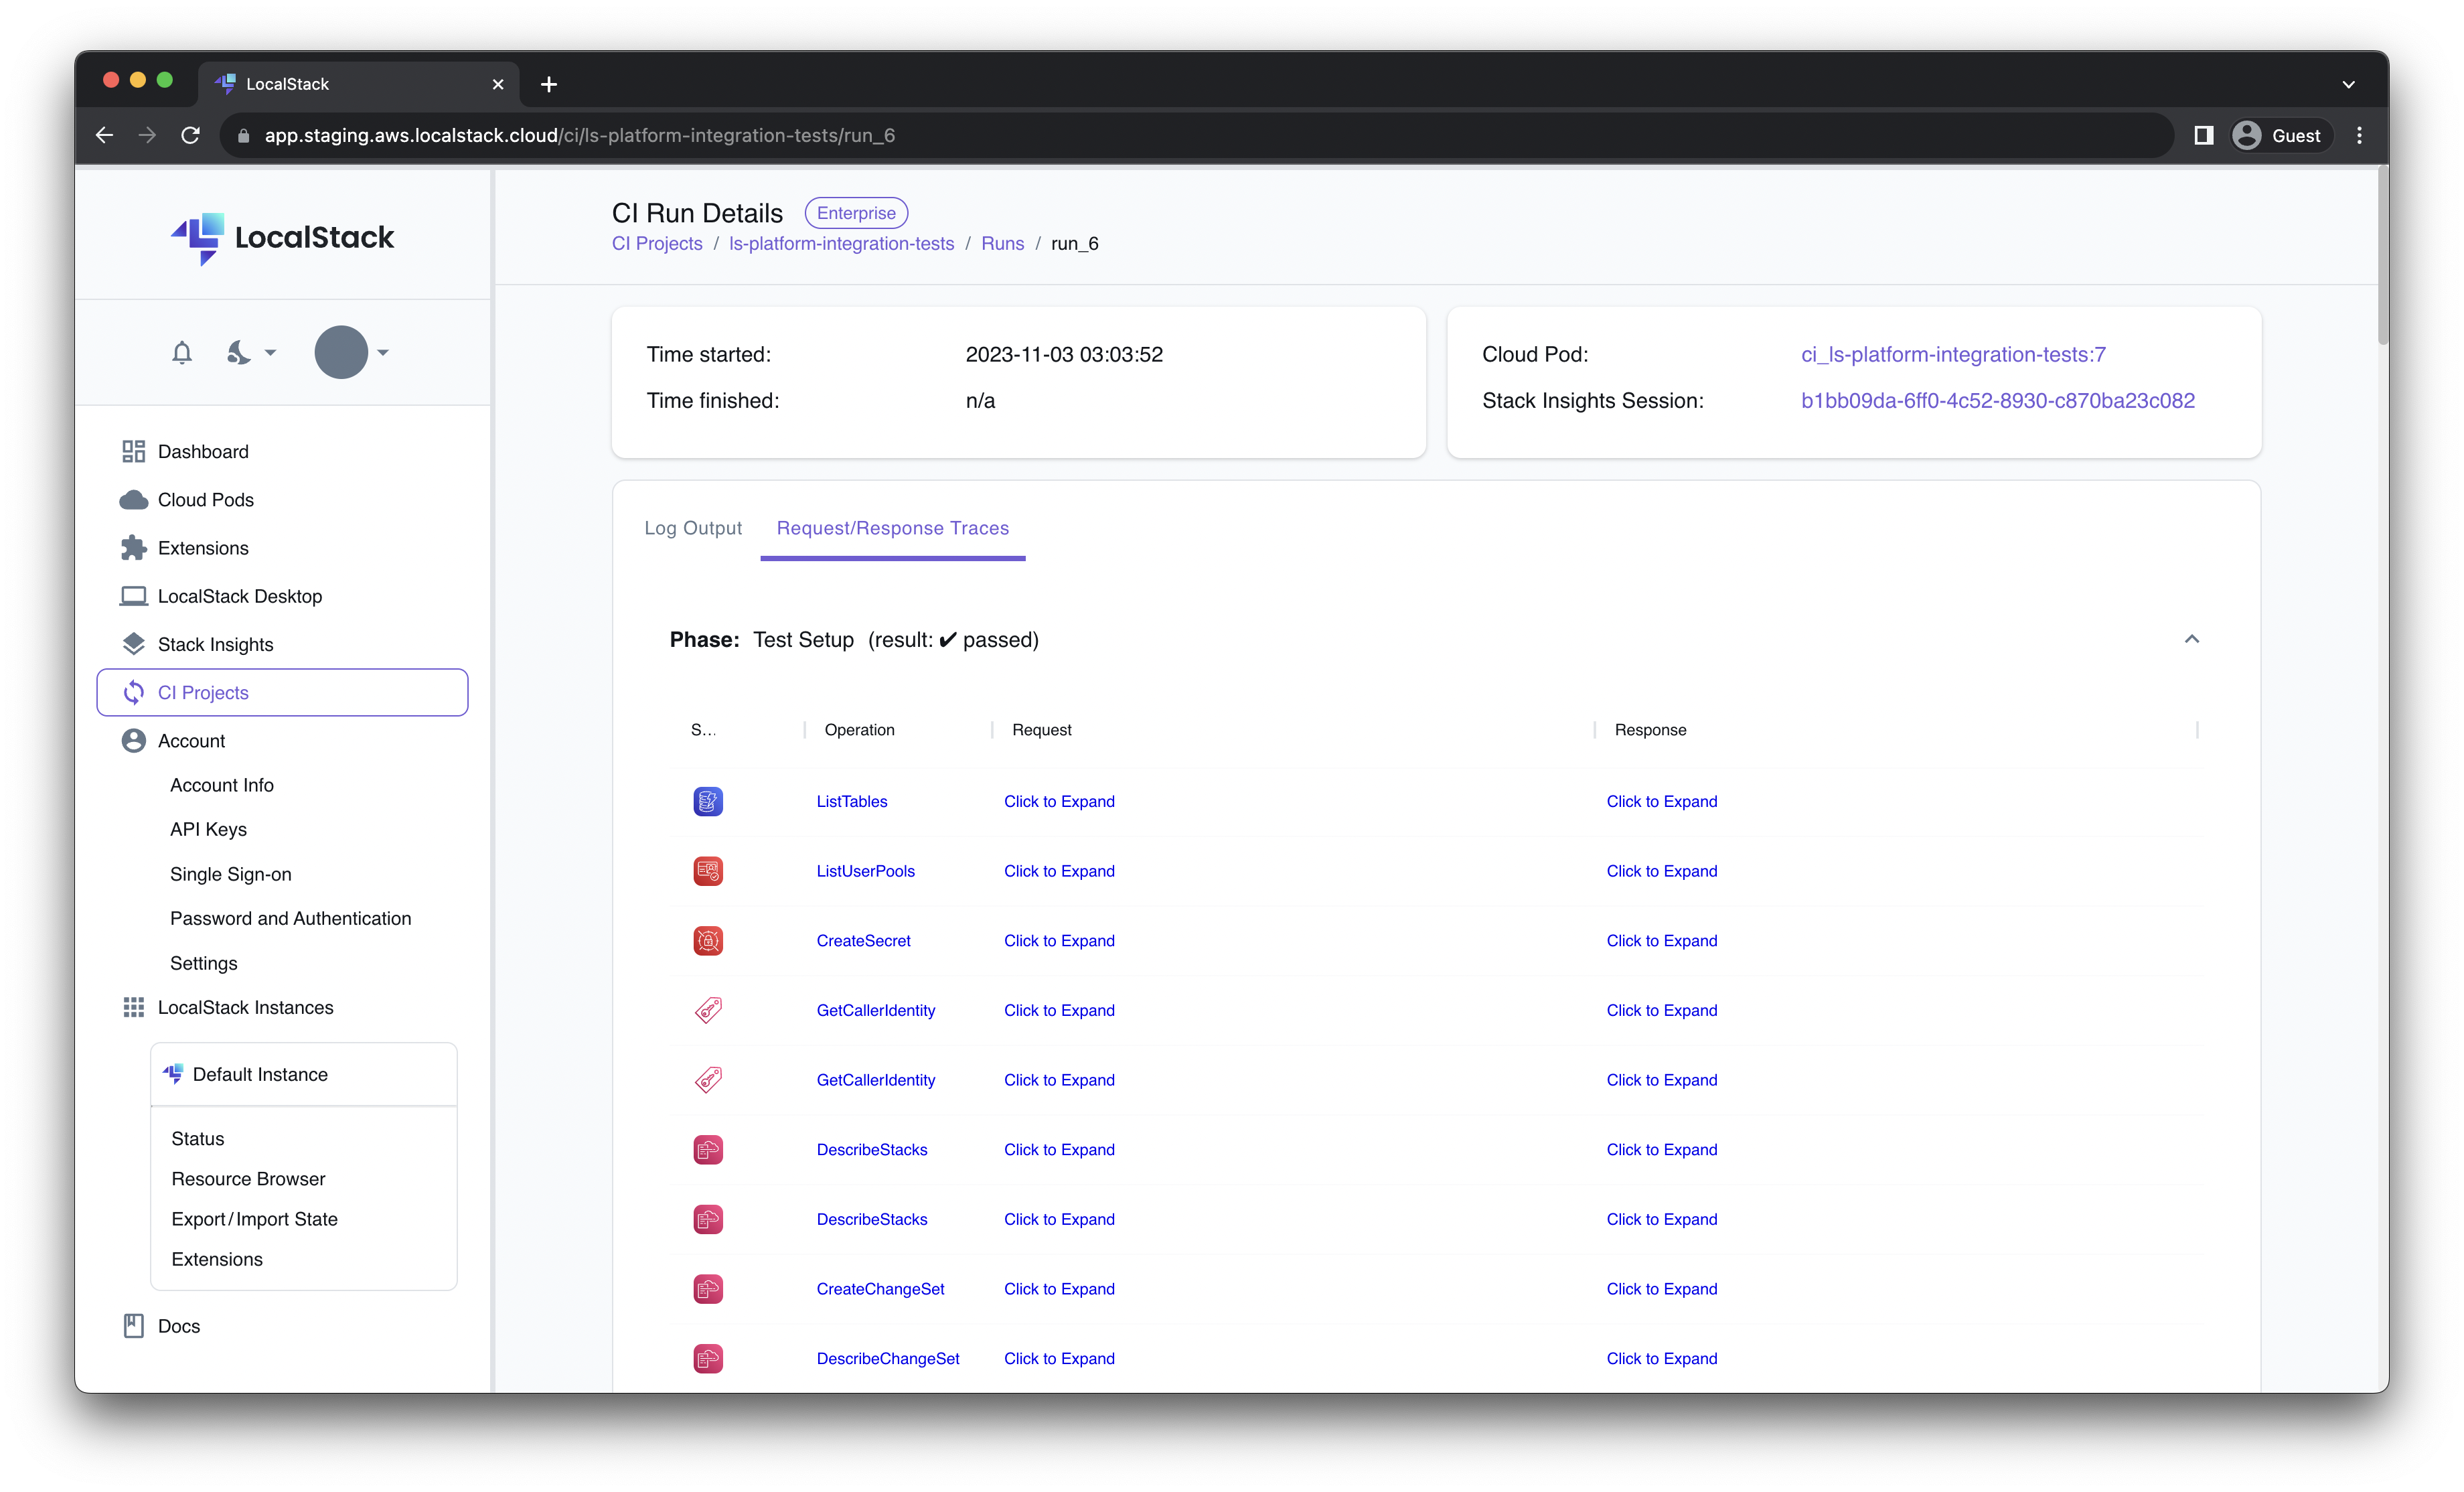 LocalStack
app.staging.aws.localstack.cloud/ci/ls-platform-integration-tests/run_6
Guest
LocalStack
Dashboard
Cloud Pods
Extensions
LocalStack Desktop
Stack Insights
CI Projects
Account
Account Info
API Keys
Single Sign-on
Password and Authentication
Settings
LocalStack Instances
Default Instance
Status
Resource Browser
Export/Import State
Extensions
Docs
CI Run Details Enterprise
CI Projects / ls-platform-integration-tests / Runs / run_6
Time started: 2023-11-03 03:03:52
Time finished: n/a
Cloud Pod: ci_ls-platform-integration-tests:7
Stack Insights Session: b1bb09da-6ff0-4c52-8930-c870ba23c082
Log Output Request/Response Traces
Phase: Test Setup (result: ✔ passed)
S... Operation Request Response
ListTables Click to Expand Click to Expand
ListUserPools Click to Expand Click to Expand
CreateSecret Click to Expand Click to Expand
GetCallerIdentity Click to Expand Click to Expand
GetCallerIdentity Click to Expand Click to Expand
DescribeStacks Click to Expand Click to Expand
DescribeStacks Click to Expand Click to Expand
CreateChangeSet Click to Expand Click to Expand
DescribeChangeSet Click to Expand Click to Expand